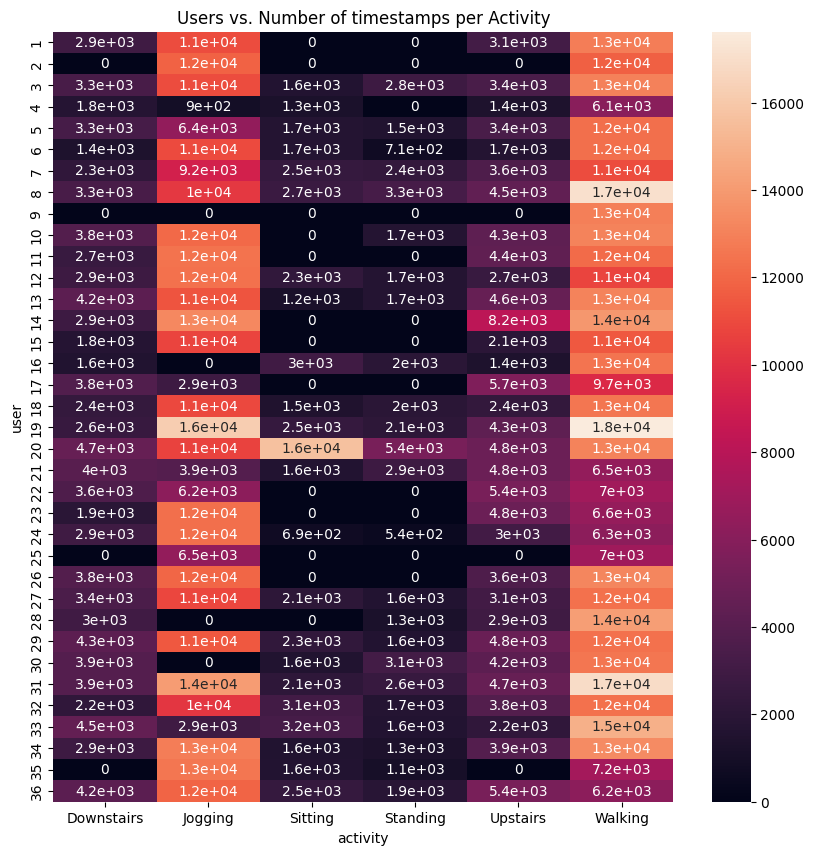 Users vs. Number of timestamps per Activity
1 2.9e+03 1.1e+04 0 0 3.1e+03 1.3e+04
2 0 1.2e+04 0 0 0 1.2e+04
3 3.3e+03 1.1e+04 1.6e+03 2.8e+03 3.4e+03 1.3e+04
4 1.8e+03 9e+02 1.3e+03 0 1.4e+03 6.1e+03
5 3.3e+03 6.4e+03 1.7e+03 1.5e+03 3.4e+03 1.2e+04
6 1.4e+03 1.1e+04 1.7e+03 7.1e+02 1.7e+03 1.2e+04
7 2.3e+03 9.2e+03 2.5e+03 2.4e+03 3.6e+03 1.1e+04
8 3.3e+03 1e+04 2.7e+03 3.3e+03 4.5e+03 1.7e+04
9 0 0 0 0 0 1.3e+04
10 3.8e+03 1.2e+04 0 1.7e+03 4.3e+03 1.3e+04
11 2.7e+03 1.2e+04 0 0 4.4e+03 1.2e+04
12 2.9e+03 1.2e+04 2.3e+03 1.7e+03 2.7e+03 1.1e+04
13 4.2e+03 1.1e+04 1.2e+03 1.7e+03 4.6e+03 1.3e+04
14 2.9e+03 1.3e+04 0 0 8.2e+03 1.4e+04
15 1.8e+03 1.1e+04 0 0 2.1e+03 1.1e+04
16 1.6e+03 0 3e+03 2e+03 1.4e+03 1.3e+04
17 3.8e+03 2.9e+03 0 0 5.7e+03 9.7e+03
18 2.4e+03 1.1e+04 1.5e+03 2e+03 2.4e+03 1.3e+04
19 2.6e+03 1.6e+04 2.5e+03 2.1e+03 4.3e+03 1.8e+04
20 4.7e+03 1.1e+04 1.6e+04 5.4e+03 4.8e+03 1.3e+04
21 4e+03 3.9e+03 1.6e+03 2.9e+03 4.8e+03 6.5e+03
22 3.6e+03 6.2e+03 0 0 5.4e+03 7e+03
23 1.9e+03 1.2e+04 0 0 4.8e+03 6.6e+03
24 2.9e+03 1.2e+04 6.9e+02 5.4e+02 3e+03 6.3e+03
25 0 6.5e+03 0 0 0 7e+03
26 3.8e+03 1.2e+04 0 0 3.6e+03 1.3e+04
27 3.4e+03 1.1e+04 2.1e+03 1.6e+03 3.1e+03 1.2e+04
28 3e+03 0 0 1.3e+03 2.9e+03 1.4e+04
29 4.3e+03 1.1e+04 2.3e+03 1.6e+03 4.8e+03 1.2e+04
30 3.9e+03 0 1.6e+03 3.1e+03 4.2e+03 1.3e+04
31 3.9e+03 1.4e+04 2.1e+03 2.6e+03 4.7e+03 1.7e+04
32 2.2e+03 1e+04 3.1e+03 1.7e+03 3.8e+03 1.2e+04
33 4.5e+03 2.9e+03 3.2e+03 1.6e+03 2.2e+03 1.5e+04
34 2.9e+03 1.3e+04 1.6e+03 1.3e+03 3.9e+03 1.3e+04
35 0 1.3e+04 1.6e+03 1.1e+03 0 7.2e+03
36 4.2e+03 1.2e+04 2.5e+03 1.9e+03 5.4e+03 6.2e+03
user
Downstairs Jogging Sitting Standing Upstairs Walking
activity
16000
14000
12000
10000
8000
6000
4000
2000
0